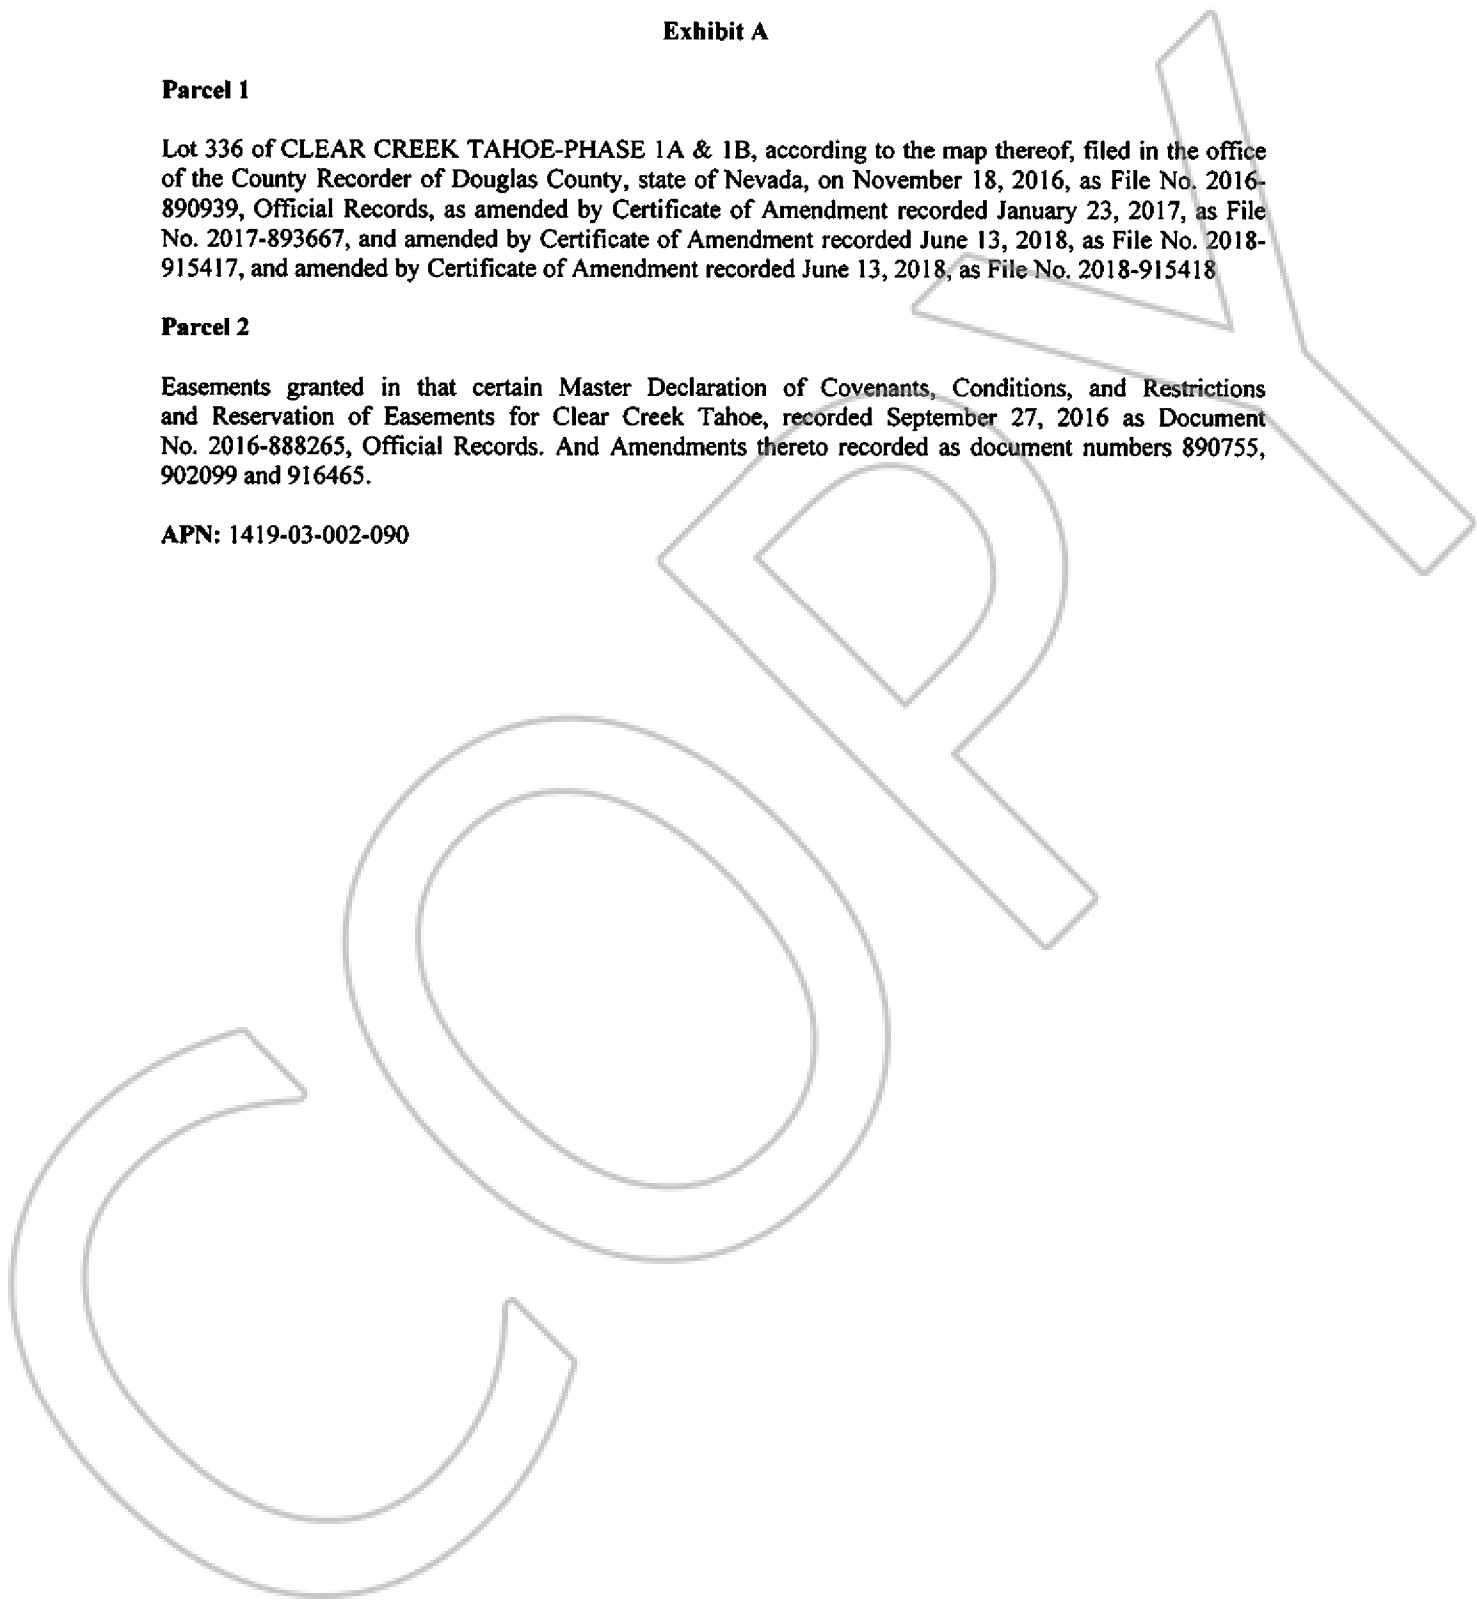 Exhibit A
Parcel 1
Lot 336 of CLEAR CREEK TAHOE-PHASE 1A & 1B, according to the map thereof, filed in the office
of the County Recorder of Douglas County, state of Nevada, on November 18, 2016, as File No. 2016-
890939, Official Records, as amended by Certificate of Amendment recorded January 23, 2017, as File
No. 2017-893667, and amended by Certificate of Amendment recorded June 13, 2018, as File No. 2018-
915417, and amended by Certificate of Amendment recorded June 13, 2018, as File No. 2018-915418
Parcel 2
Easements granted in that certain Master Declaration of Covenants, Conditions, and Restrictions
and Reservation of Easements for Clear Creek Tahoe, recorded September 27, 2016 as Document
No. 2016-888265, Official Records. And Amendments thereto recorded as document numbers 890755,
902099 and 916465.
APN: 1419-03-002-090
COPY